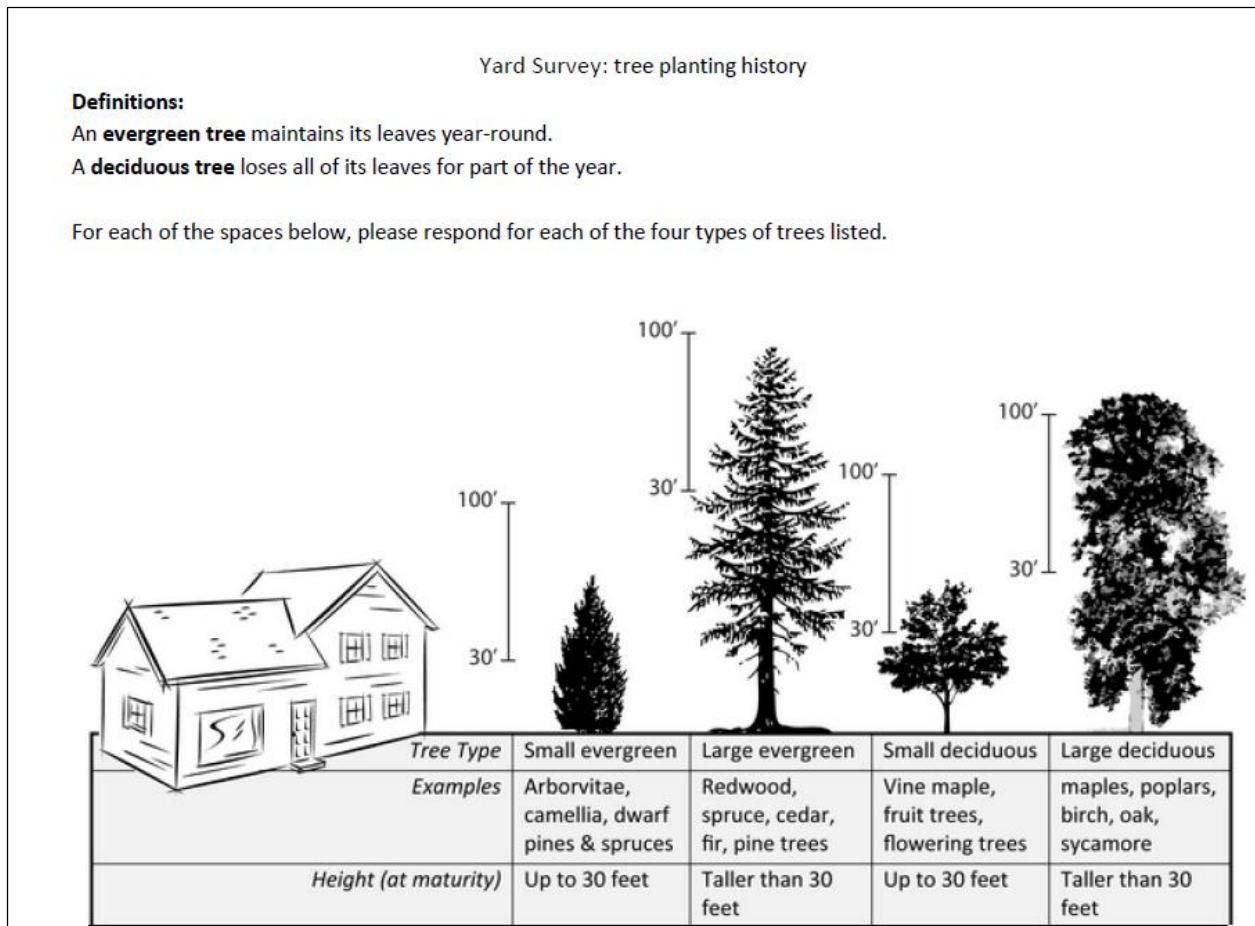 Yard Survey: tree planting history
Definitions:
An evergreen tree maintains its leaves year-round.
A deciduous tree loses all of its leaves for part of the year.
For each of the spaces below, please respond for each of the four types of trees listed.
100'
30'
100'
30'
100'
30'
100'
30'
Tree Type Small evergreen Large evergreen Small deciduous Large deciduous
Examples Arborvitae, Redwood, Vine maple, maples, poplars,
camellia, dwarf spruce, cedar, fruit trees, birch, oak,
pines & spruces fir, pine trees flowering trees sycamore
Height (at maturity) Up to 30 feet Taller than 30 Up to 30 feet Taller than 30
feet feet